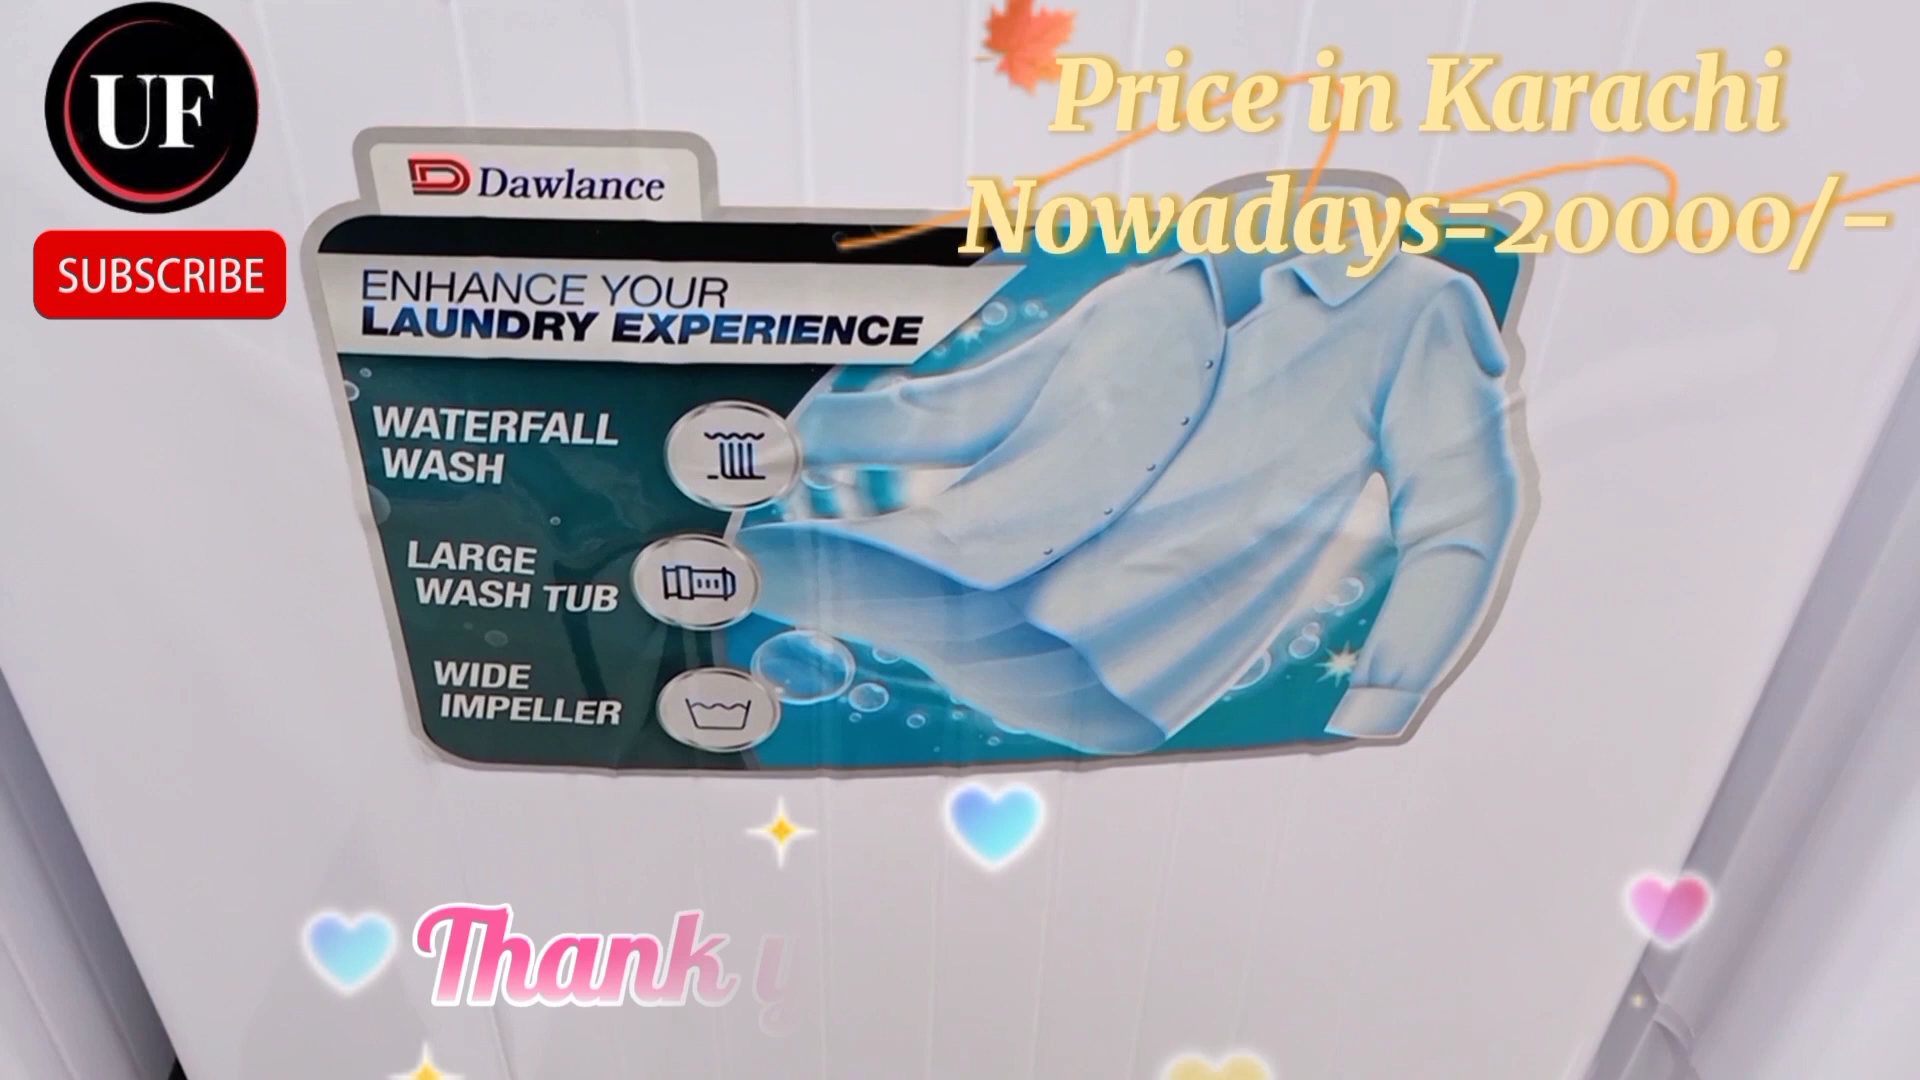 UF
SUBSCRIBE
Price in Karachi
Nowadays=20000/-
Dawlance
ENHANCE YOUR
LAUNDRY EXPERIENCE
WATERFALL
WASH
LARGE
WASH TUB
WIDE
IMPELLER
Thank y